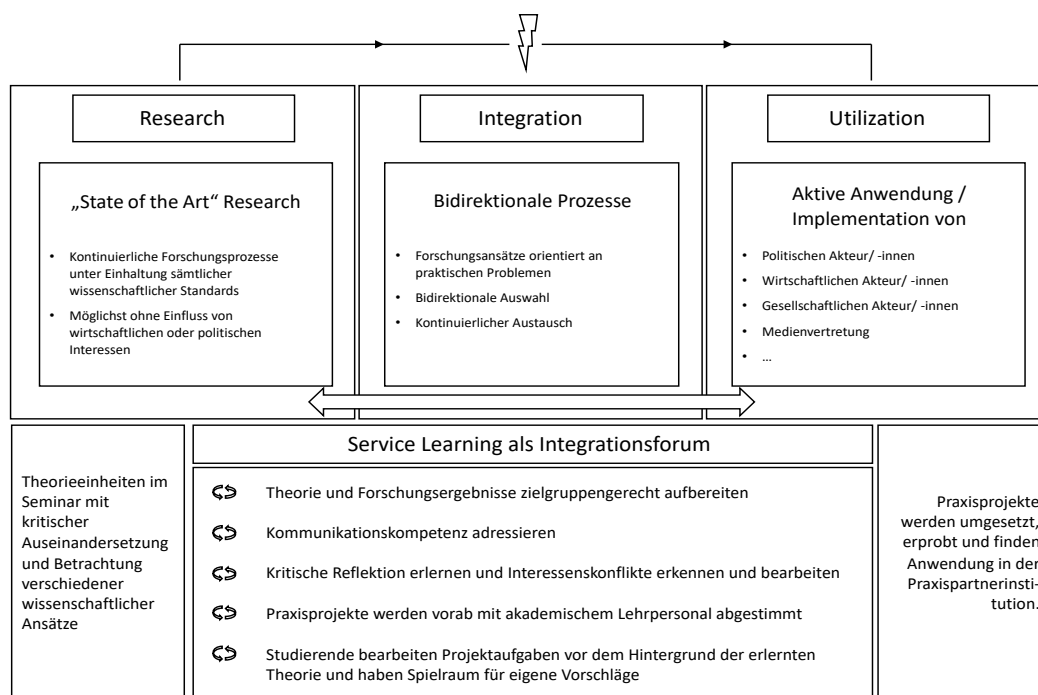 Research
„State of the Art“ Research
• Kontinuierliche Forschungsprozesse
unter Einhaltung sämtlicher
wissenschaftlicher Standards
• Möglichst ohne Einfluss von
wirtschaftlichen oder politischen
Interessen
Integration
Bidirektionale Prozesse
• Forschungsansätze orientiert an
praktischen Problemen
• Bidirektionale Auswahl
• Kontinuierlicher Austausch
Utilization
Aktive Anwendung /
Implementation von
• Politischen Akteur/ -innen
• Wirtschaftlichen Akteur/ -innen
• Gesellschaftlichen Akteur/ -innen
• Medienvertretung
• ...
Theorieeinheiten im
Seminar mit
kritischer
Auseinandersetzung
und Betrachtung
verschiedener
wissenschaftlicher
Ansätze
Service Learning als Integrationsforum
Theorie und Forschungsergebnisse zielgruppengerecht aufbereiten
Kommunikationskompetenz adressieren
Kritische Reflektion erlernen und Interessenskonflikte erkennen und bearbeiten
Praxisprojekte werden vorab mit akademischem Lehrpersonal abgestimmt
Studierende bearbeiten Projektaufgaben vor dem Hintergrund der erlernten
Theorie und haben Spielraum für eigene Vorschläge
Praxisprojekte
werden umgesetzt,
erprobt und finden
Anwendung in der
Praxispartnerinsti-
tution.